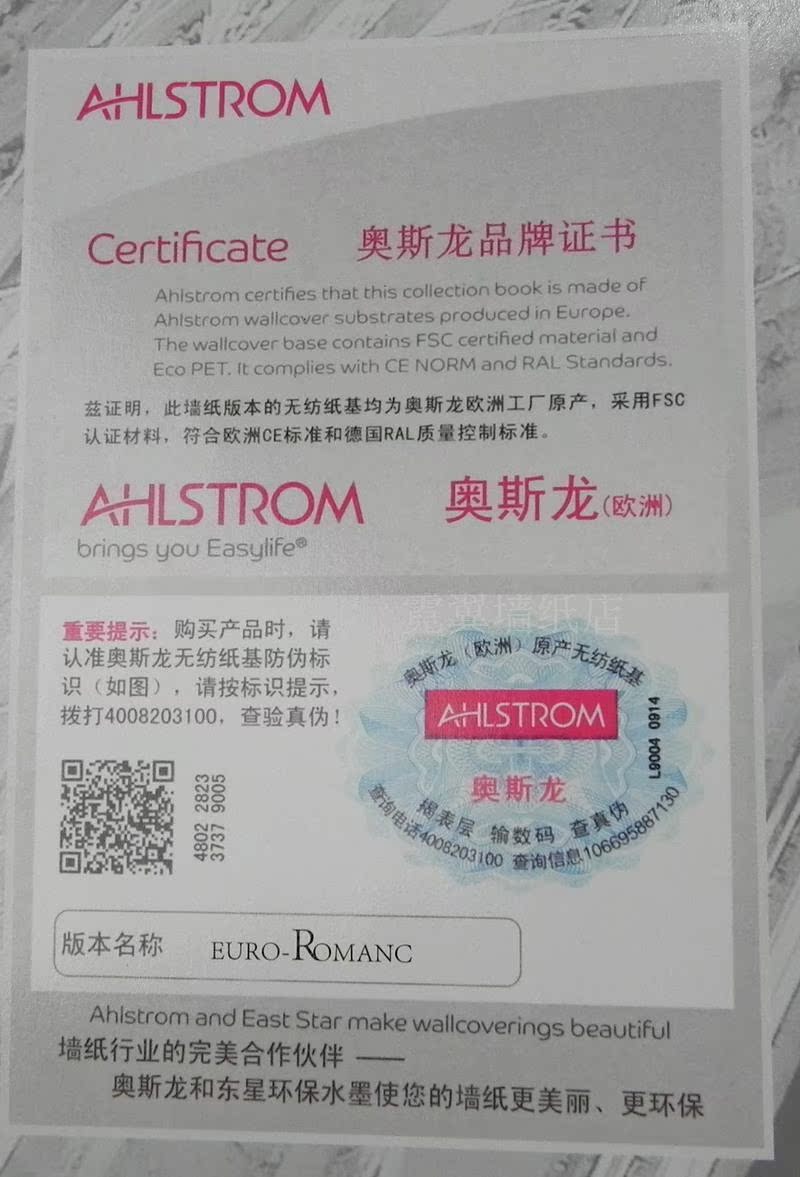 AHLSTROM
Certificate 奥斯龙品牌证书
Ahlstrom certifies that this collection book is made of
Ahlstrom wallcover substrates produced in Europe.
The wallcover base contains FSC certified material and
Eco PET. It complies with CE NORM and RAL Standards.
兹证明，此墙纸版本的无纺纸基均为奥斯龙欧洲工厂原产，采用FSC
认证材料，符合欧洲CE标准和德国RAL质量控制标准。
AHLSTROM 奥斯龙(欧洲)
brings you Easylife®
墙纸店
重要提示：购买产品时，请
认准奥斯龙无纺纸基防伪标
识（如图），请按标识提示，
拨打4008203100，查验真伪！
4802 2823
3737 9005
奥斯龙（欧洲）原产无纺纸基
AHLSTROM
奥斯龙
揭表层 输数码 查真伪
查询电话4008203100 查询信息106695887130
L9004 0914
版本名称 EURO-ROMANC
Ahlstrom and East Star make wallcoverings beautiful
墙纸行业的完美合作伙伴 ——
奥斯龙和东星环保水墨使您的墙纸更美丽、更环保